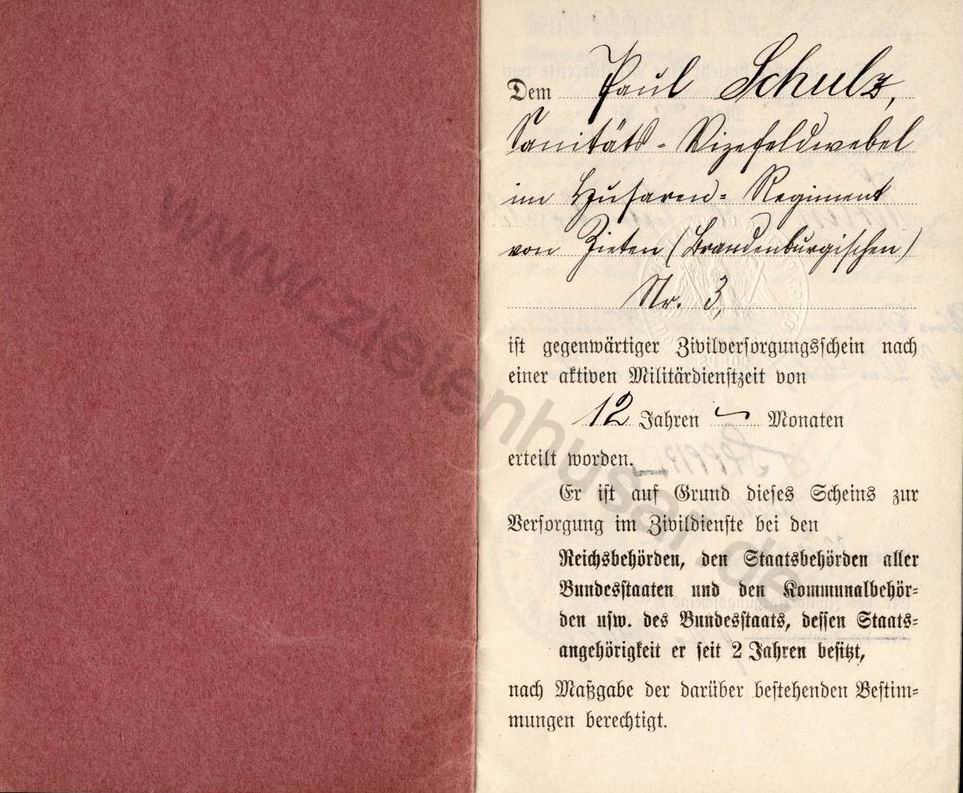 Dem Paul Schulz,
Sanitäts-Vizefeldwebel
im Husaren-Regiment
von Zieten (Brandenburgischen)
Nr. 3,
ist gegenwärtiger Zivilversorgungsschein nach
einer aktiven Militärdienstzeit von
12 Jahren ~ Monaten
erteilt worden.
Er ist auf Grund dieses Scheins zur
Versorgung im Zivildienste bei den
Reichsbehörden, den Staatsbehörden aller
Bundesstaaten und den Kommunalbehör-
den usw. des Bundesstaats, dessen Staats-
angehörigkeit er seit 2 Jahren besitzt,
nach Maßgabe der darüber bestehenden Bestim-
mungen berechtigt.
www.zietenhusar.de